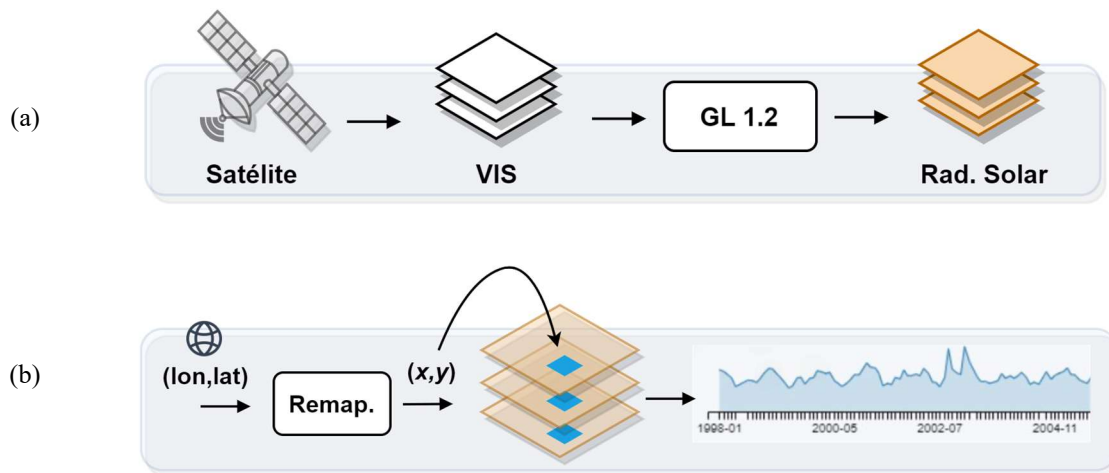 (a)
Satélite
VIS
GL 1.2
Rad. Solar
(b)
(lon,lat)
Remap.
(x,y)
1998-01 2000-05 2002-07 2004-11